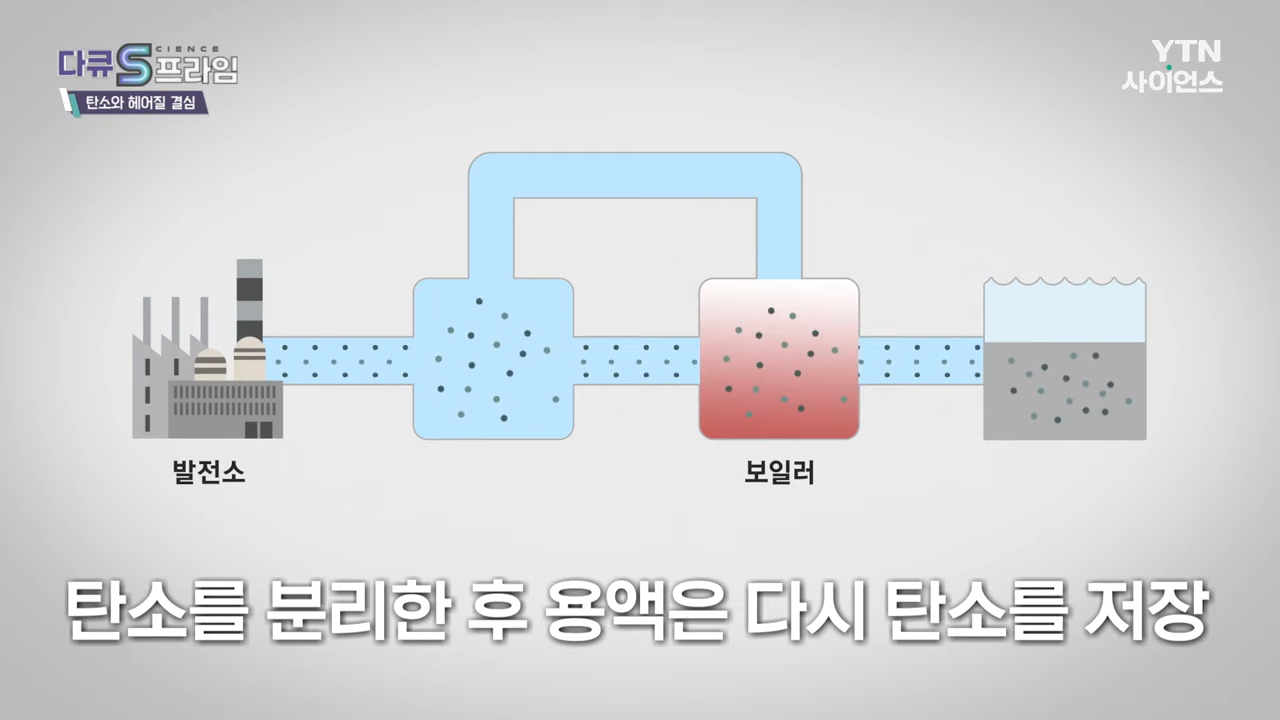 다큐S프라임
CIENCE
탄소와 헤어질 결심
YTN
사이언스
발전소
보일러
탄소를 분리한 후 용액은 다시 탄소를 저장